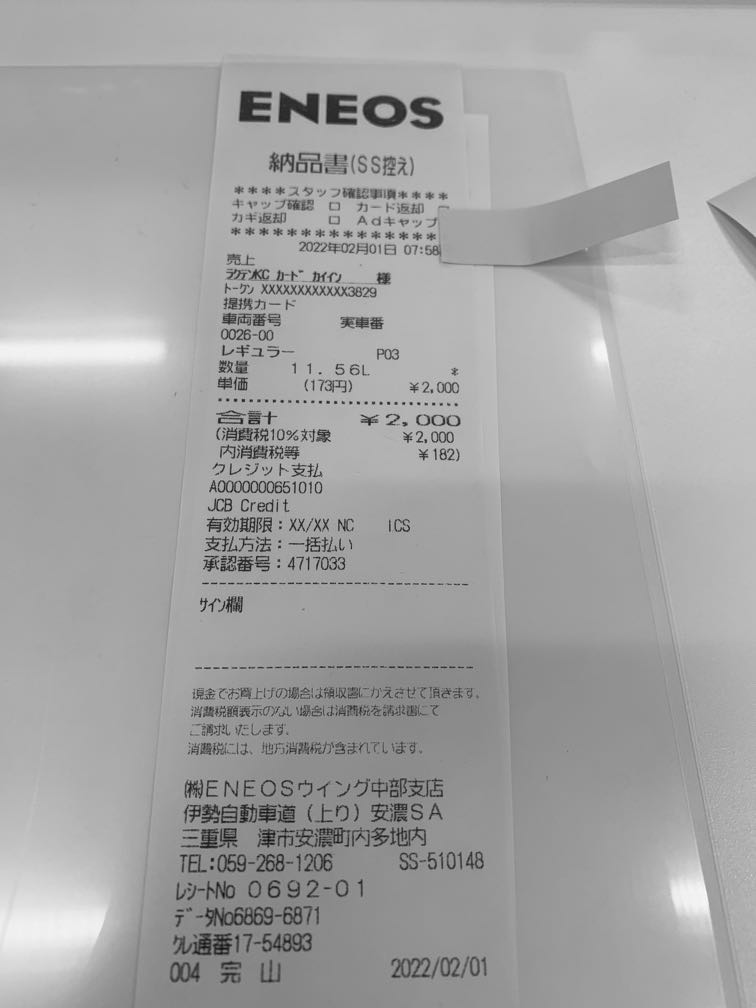 ENEOS
納品書(SS控え)
****スタッフ確認事項****
キャップ確認 □ カード返却 □
カギ返却 □ Adキャップ
****************
2022年02月01日 07:58
売上
ラクテンKC カード カイイン 様
トークン XXXXXXXXXXXX3829
提携カード
車両番号 実車番
0026-00
レギュラー P03
数量 11.56L *
単価 (173円) ¥2,000
合計 ¥2,000
(消費税10%対象 ¥2,000
内消費税等 ¥182)
クレジット支払
A0000000651010
JCB Credit
有効期限:XX/XX NC ICS
支払方法:一括払い
承認番号:4717033
サイン欄
現金でお買上げの場合は領収書にかえさせて頂きます。
消費税額表示のない場合は消費税を請求書にて
ご請求いたします。
消費税には、地方消費税が含まれています。
㈱ENEOSウイング中部支店
伊勢自動車道(上り)安濃SA
三重県 津市安濃町内多地内
TEL:059-268-1206 SS-510148
レシートNo 0692-01
データNo6869-6871
クレ通番17-54893
004 完 山 2022/02/01